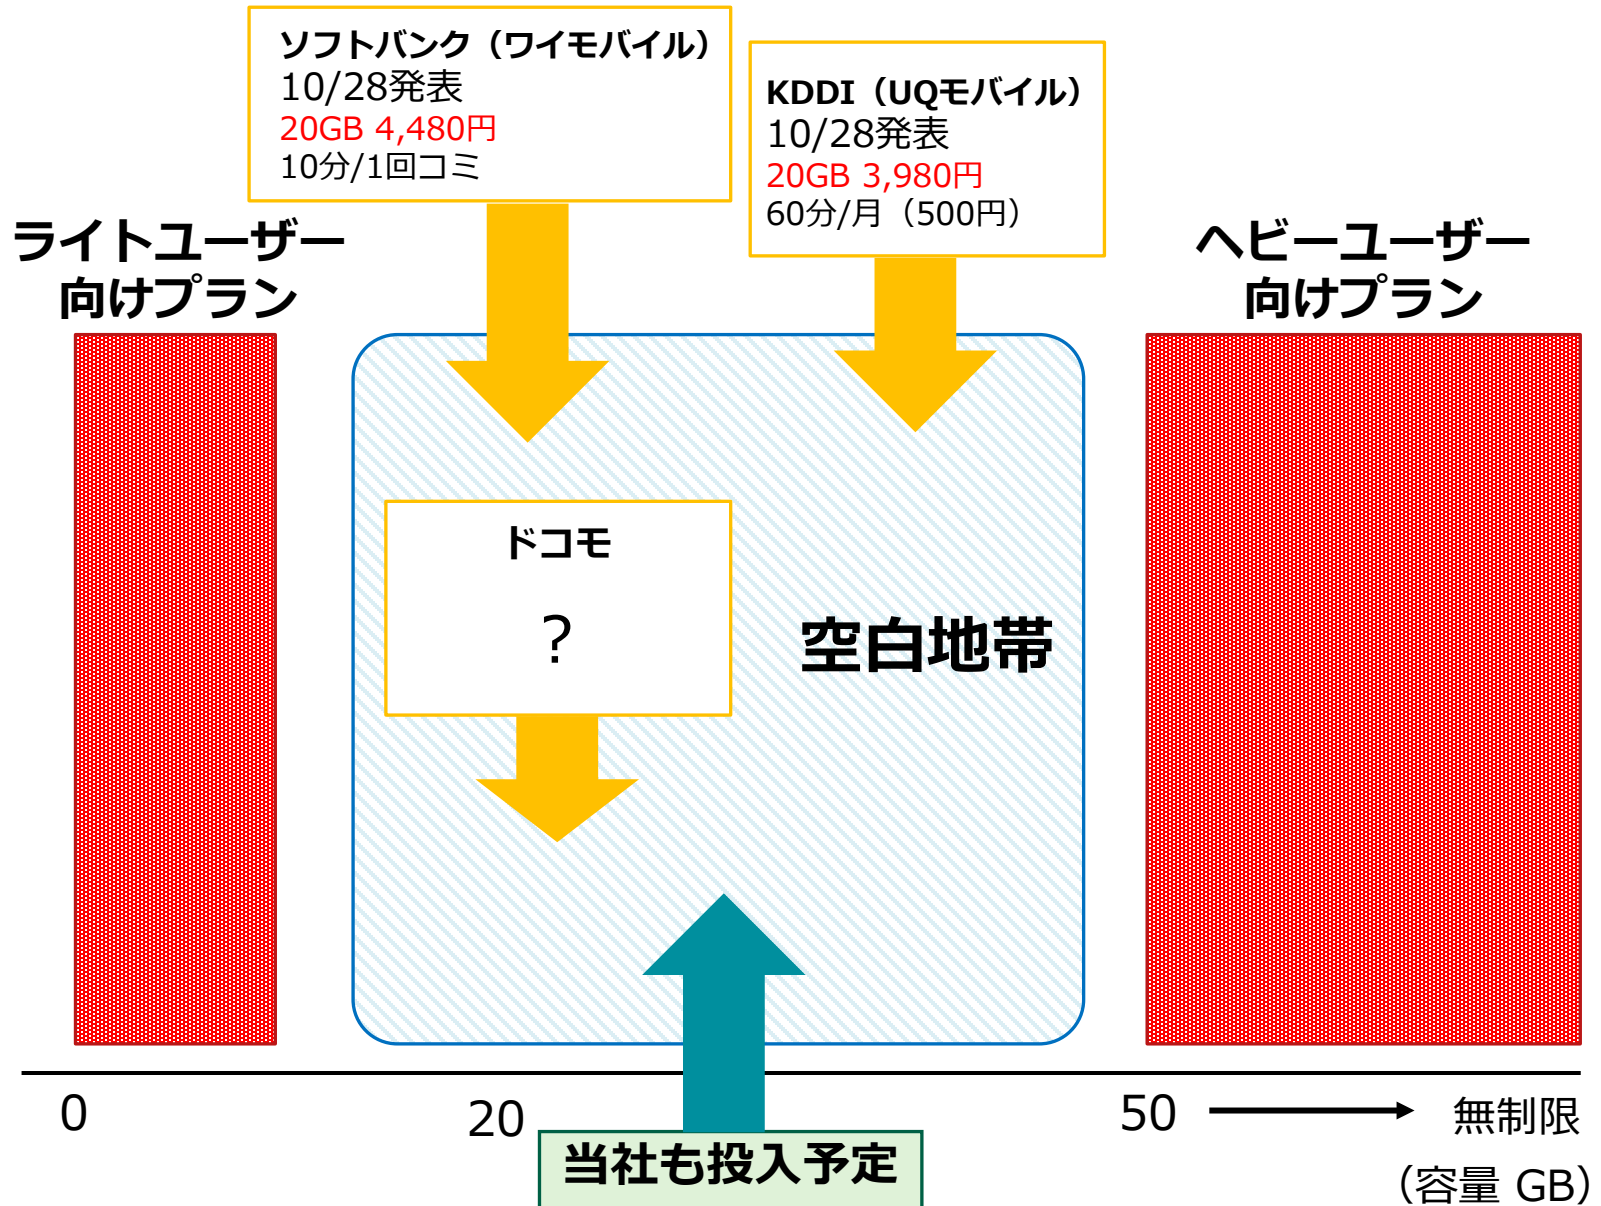 ソフトバンク（ワイモバイル）
10/28発表
20GB 4,480円
10分/1回コミ
KDDI（UQモバイル）
10/28発表
20GB 3,980円
60分/月（500円）
ライトユーザー
向けプラン
ヘビーユーザー
向けプラン
ドコモ
？
空白地帯
0
20
50
無制限
（容量 GB）
当社も投入予定